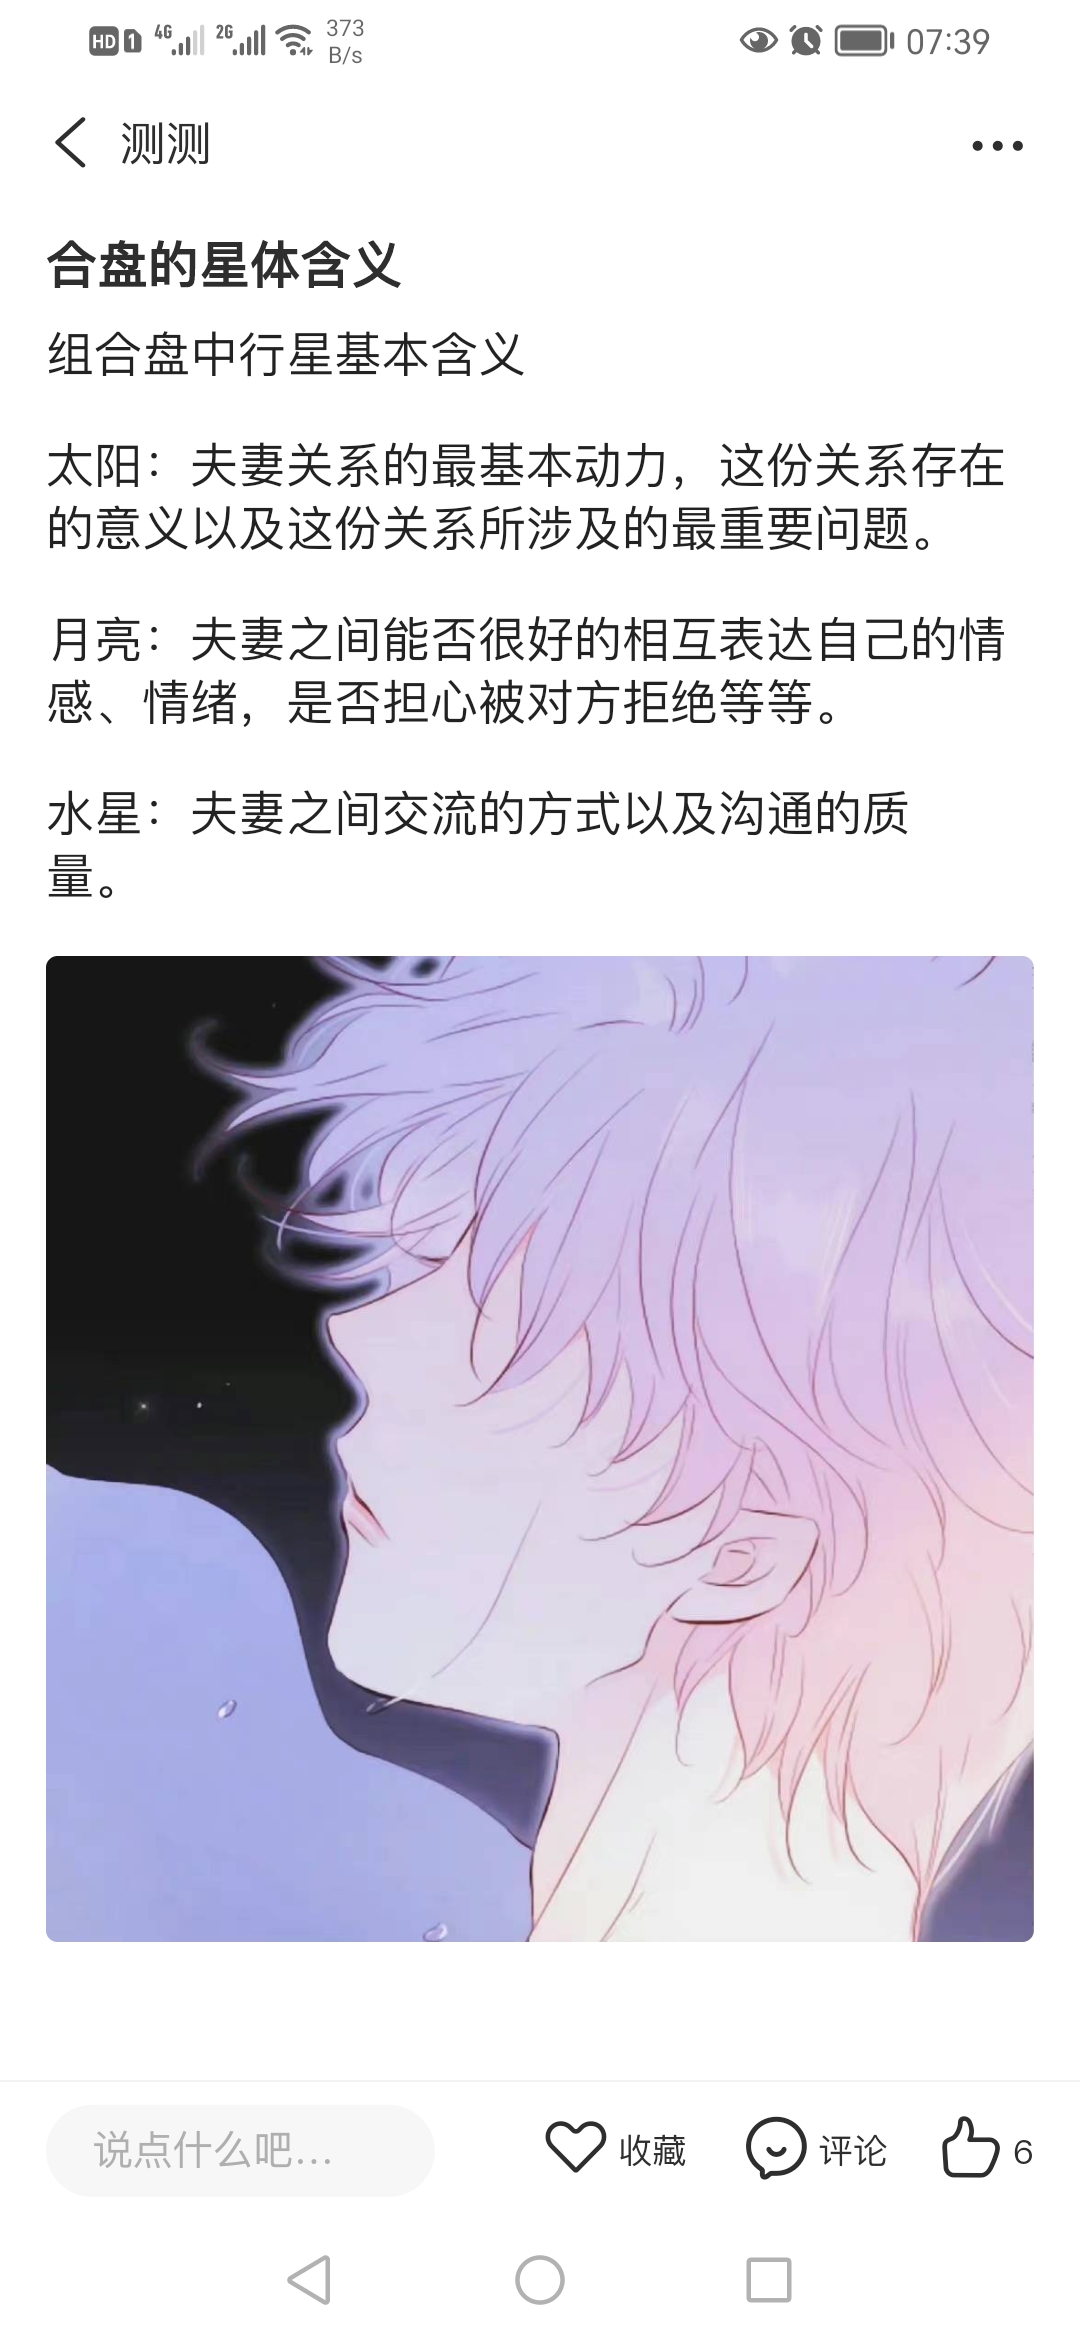 HD 1 4G 2G 373 B/s 07:39
测测
合盘的星体含义
组合盘中行星基本含义
太阳：夫妻关系的最基本动力，这份关系存在
的意义以及这份关系所涉及的最重要问题。
月亮：夫妻之间能否很好的相互表达自己的情
感、情绪，是否担心被对方拒绝等等。
水星：夫妻之间交流的方式以及沟通的质
量。
说点什么吧... 收藏 评论 6